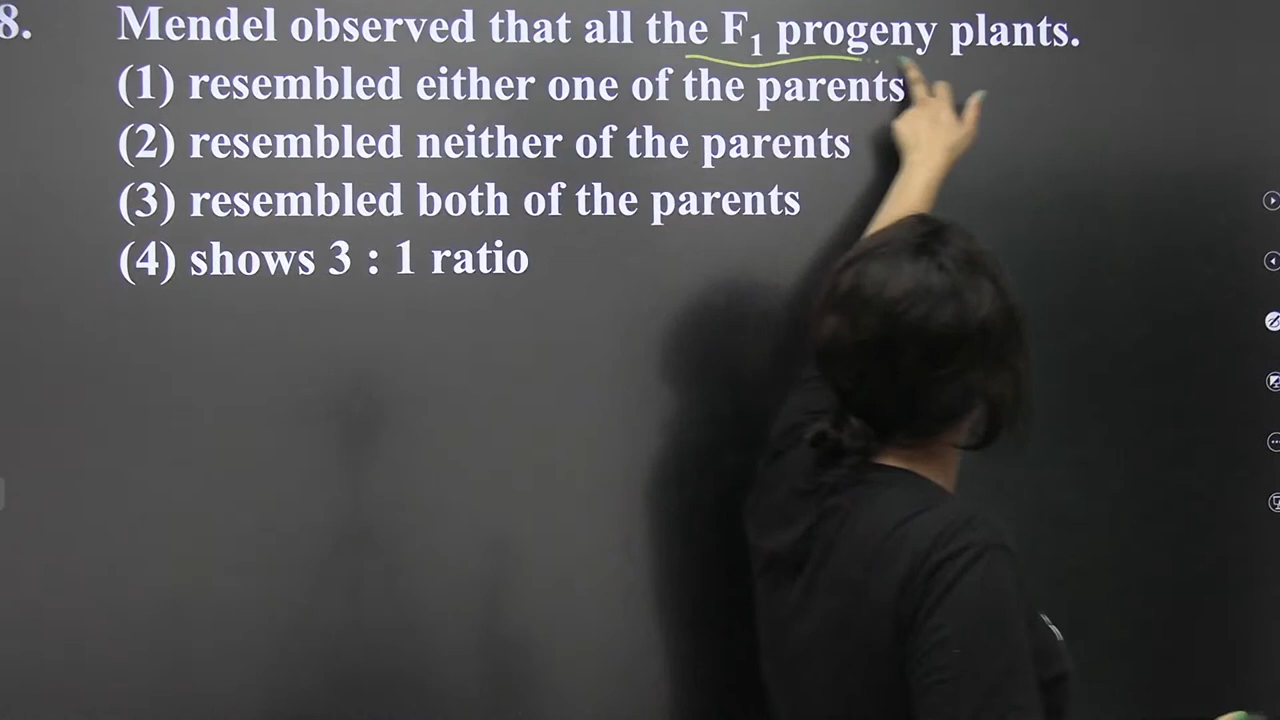 8. Mendel observed that all the F₁ progeny plants.
(1) resembled either one of the parents
(2) resembled neither of the parents
(3) resembled both of the parents
(4) shows 3 : 1 ratio